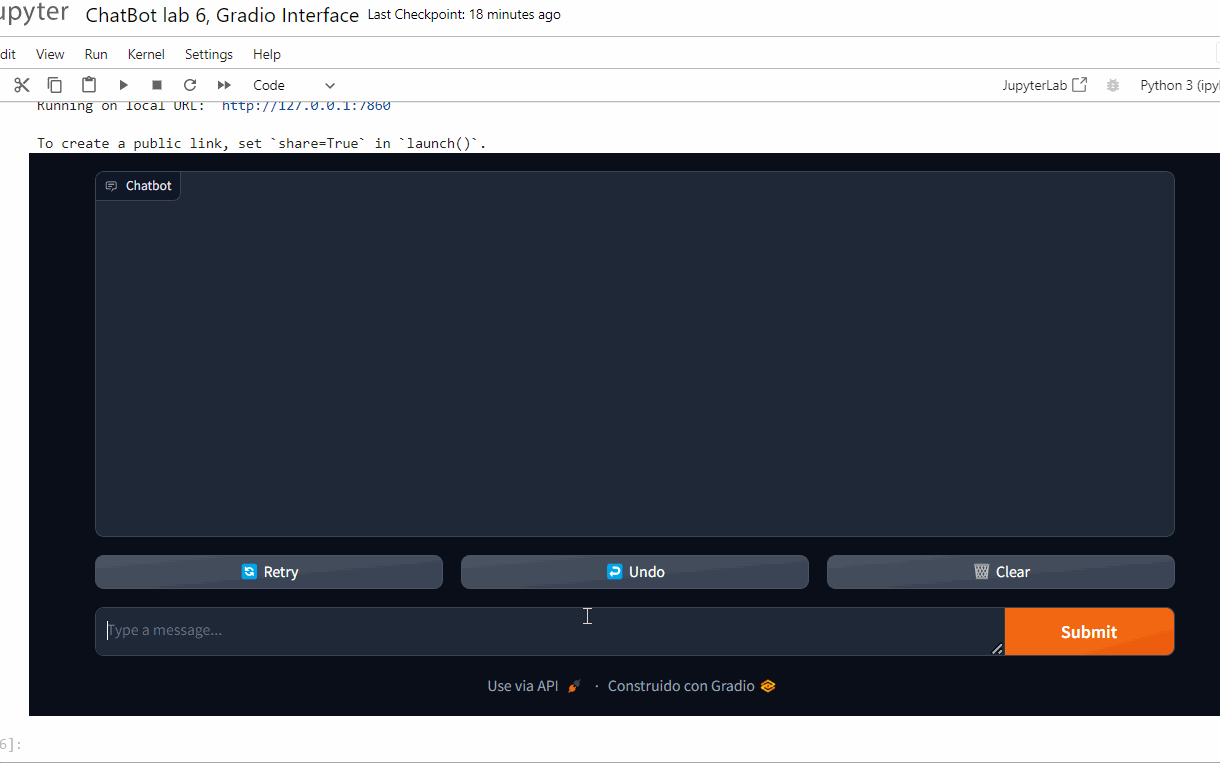 upyter ChatBot lab 6, Gradio Interface Last Checkpoint: 18 minutes ago
dit View Run Kernel Settings Help
Code JupyterLab Python 3 (ipy
Running on local URL: http://127.0.0.1:7860
To create a public link, set `share=True` in `launch()`.
Chatbot
Retry Undo Clear
Type a message... Submit
Use via API · Construido con Gradio
6]: